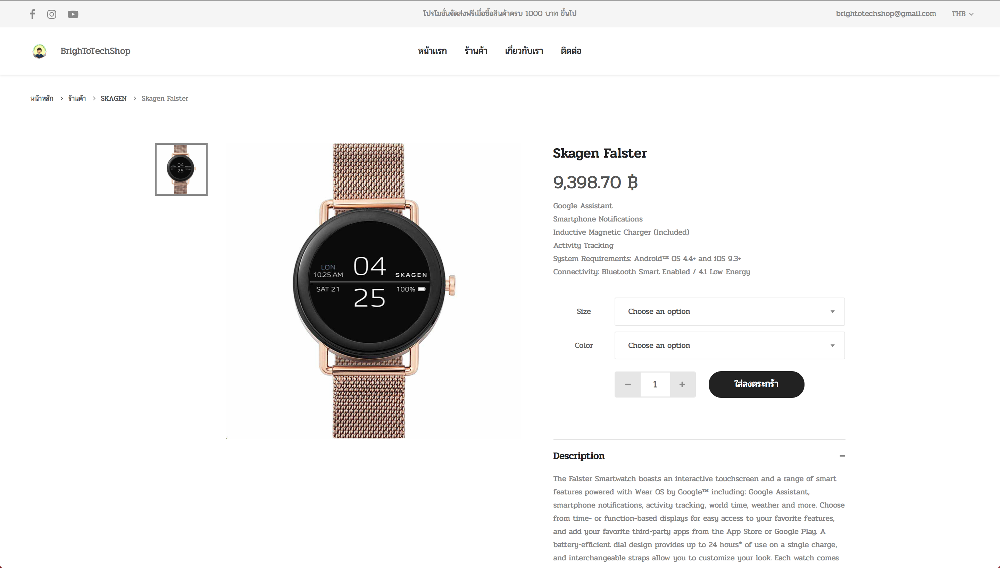 โปรโมชั่นจัดส่งฟรีเมื่อซื้อสินค้าครบ 1000 บาท ขึ้นไป
brightotechshop@gmail.com
THB
BrighToTechShop
หน้าแรก
ร้านค้า
เกี่ยวกับเรา
ติดต่อ
หน้าหลัก > ร้านค้า > SKAGEN > Skagen Falster
04
25
LON
10:25 AM
SKAGEN
SAT 21
100%
04
25
Skagen Falster
9,398.70 ฿
Google Assistant
Smartphone Notifications
Inductive Magnetic Charger (Included)
Activity Tracking
System Requirements: Android™ OS 4.4+ and iOS 9.3+
Connectivity: Bluetooth Smart Enabled / 4.1 Low Energy
Size
Choose an option
Color
Choose an option
1
ใส่ลงตระกร้า
Description
The Falster Smartwatch boasts an interactive touchscreen and a range of smart
features powered with Wear OS by Google™ including: Google Assistant,
smartphone notifications, activity tracking, world time, weather and more. Choose
from time- or function-based displays for easy access to your favorite features,
and add your favorite third-party apps from the App Store or Google Play. A
battery-efficient dial design provides up to 24 hours* of use on a single charge,
and interchangeable straps allow you to customize your look. Each watch comes